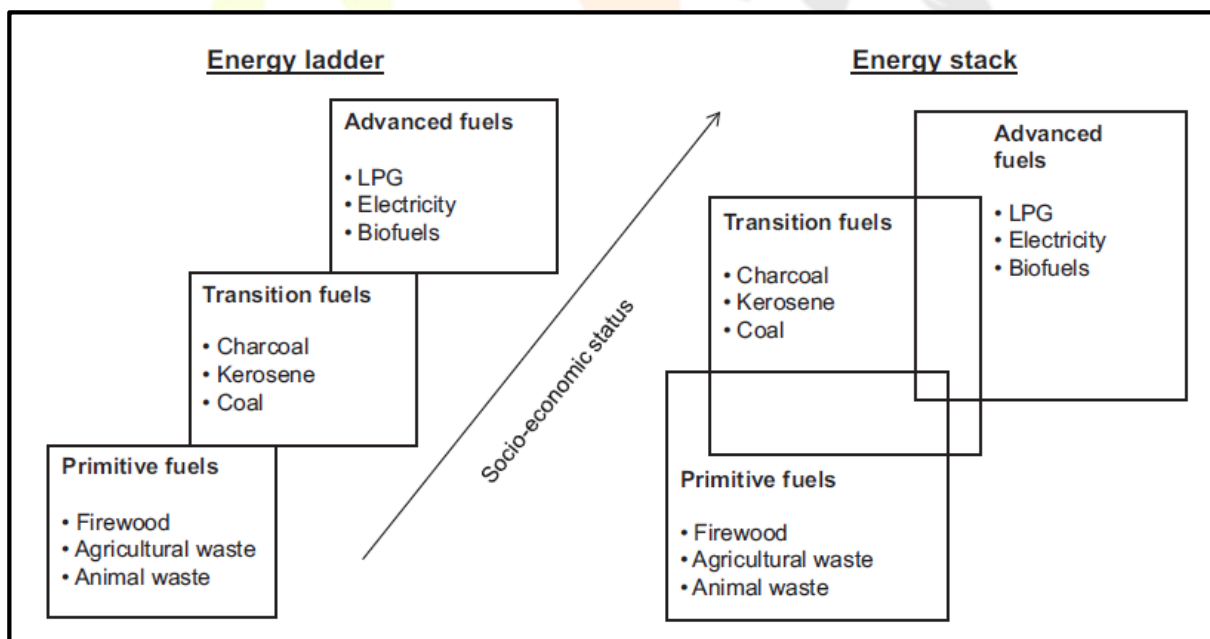 Energy ladder
Advanced fuels
• LPG
• Electricity
• Biofuels
Transition fuels
• Charcoal
• Kerosene
• Coal
Primitive fuels
• Firewood
• Agricultural waste
• Animal waste
Socio-economic status
Energy stack
Advanced
fuels
• LPG
• Electricity
• Biofuels
Transition fuels
• Charcoal
• Kerosene
• Coal
Primitive fuels
• Firewood
• Agricultural waste
• Animal waste